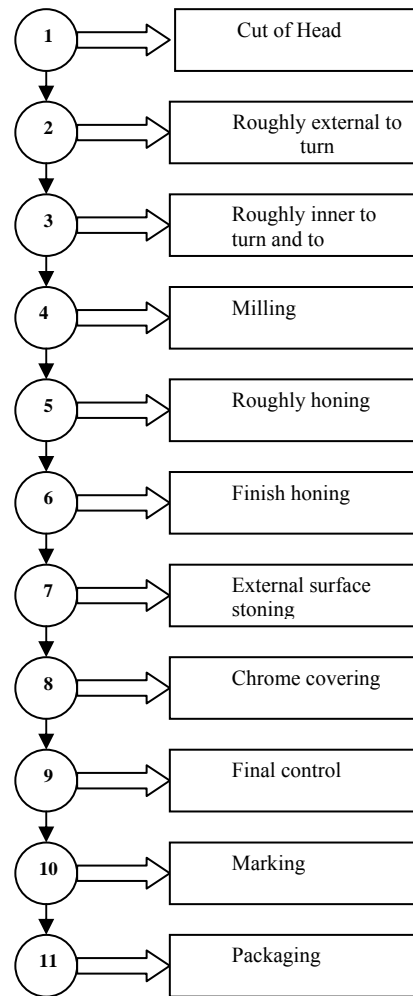 1
Cut of Head
2
Roughly external to
turn
3
Roughly inner to
turn and to
4
Milling
5
Roughly honing
6
Finish honing
7
External surface
stoning
8
Chrome covering
9
Final control
10
Marking
11
Packaging